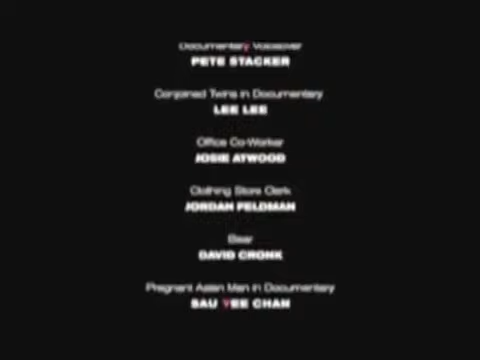 Documentary Voiceover
PETE STACKER
Conjoined Twins in Documentary
LEE LEE
Office Co-Worker
JOSIE ATWOOD
Clothing Store Clerk
JORDAN FELDMAN
Bear
DAVID CRONK
Pregnant Asian Man in Documentary
SAU YEE CHAN